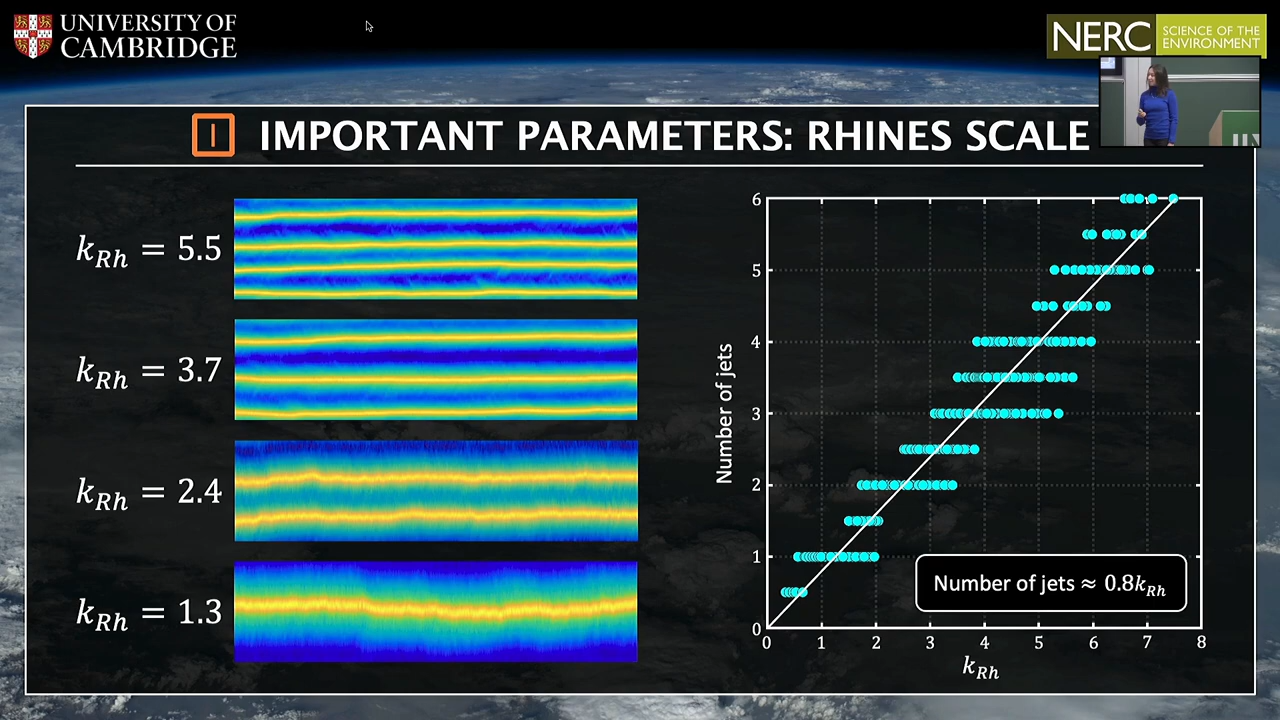 UNIVERSITY OF
CAMBRIDGE
NERC
SCIENCE OF THE
ENVIRONMENT
I IMPORTANT PARAMETERS: RHINES SCALE
k_Rh = 5.5
k_Rh = 3.7
k_Rh = 2.4
k_Rh = 1.3
Number of jets
6
5
4
3
2
1
0
0 1 2 3 4 5 6 7 8
k_Rh
Number of jets ≈ 0.8k_Rh